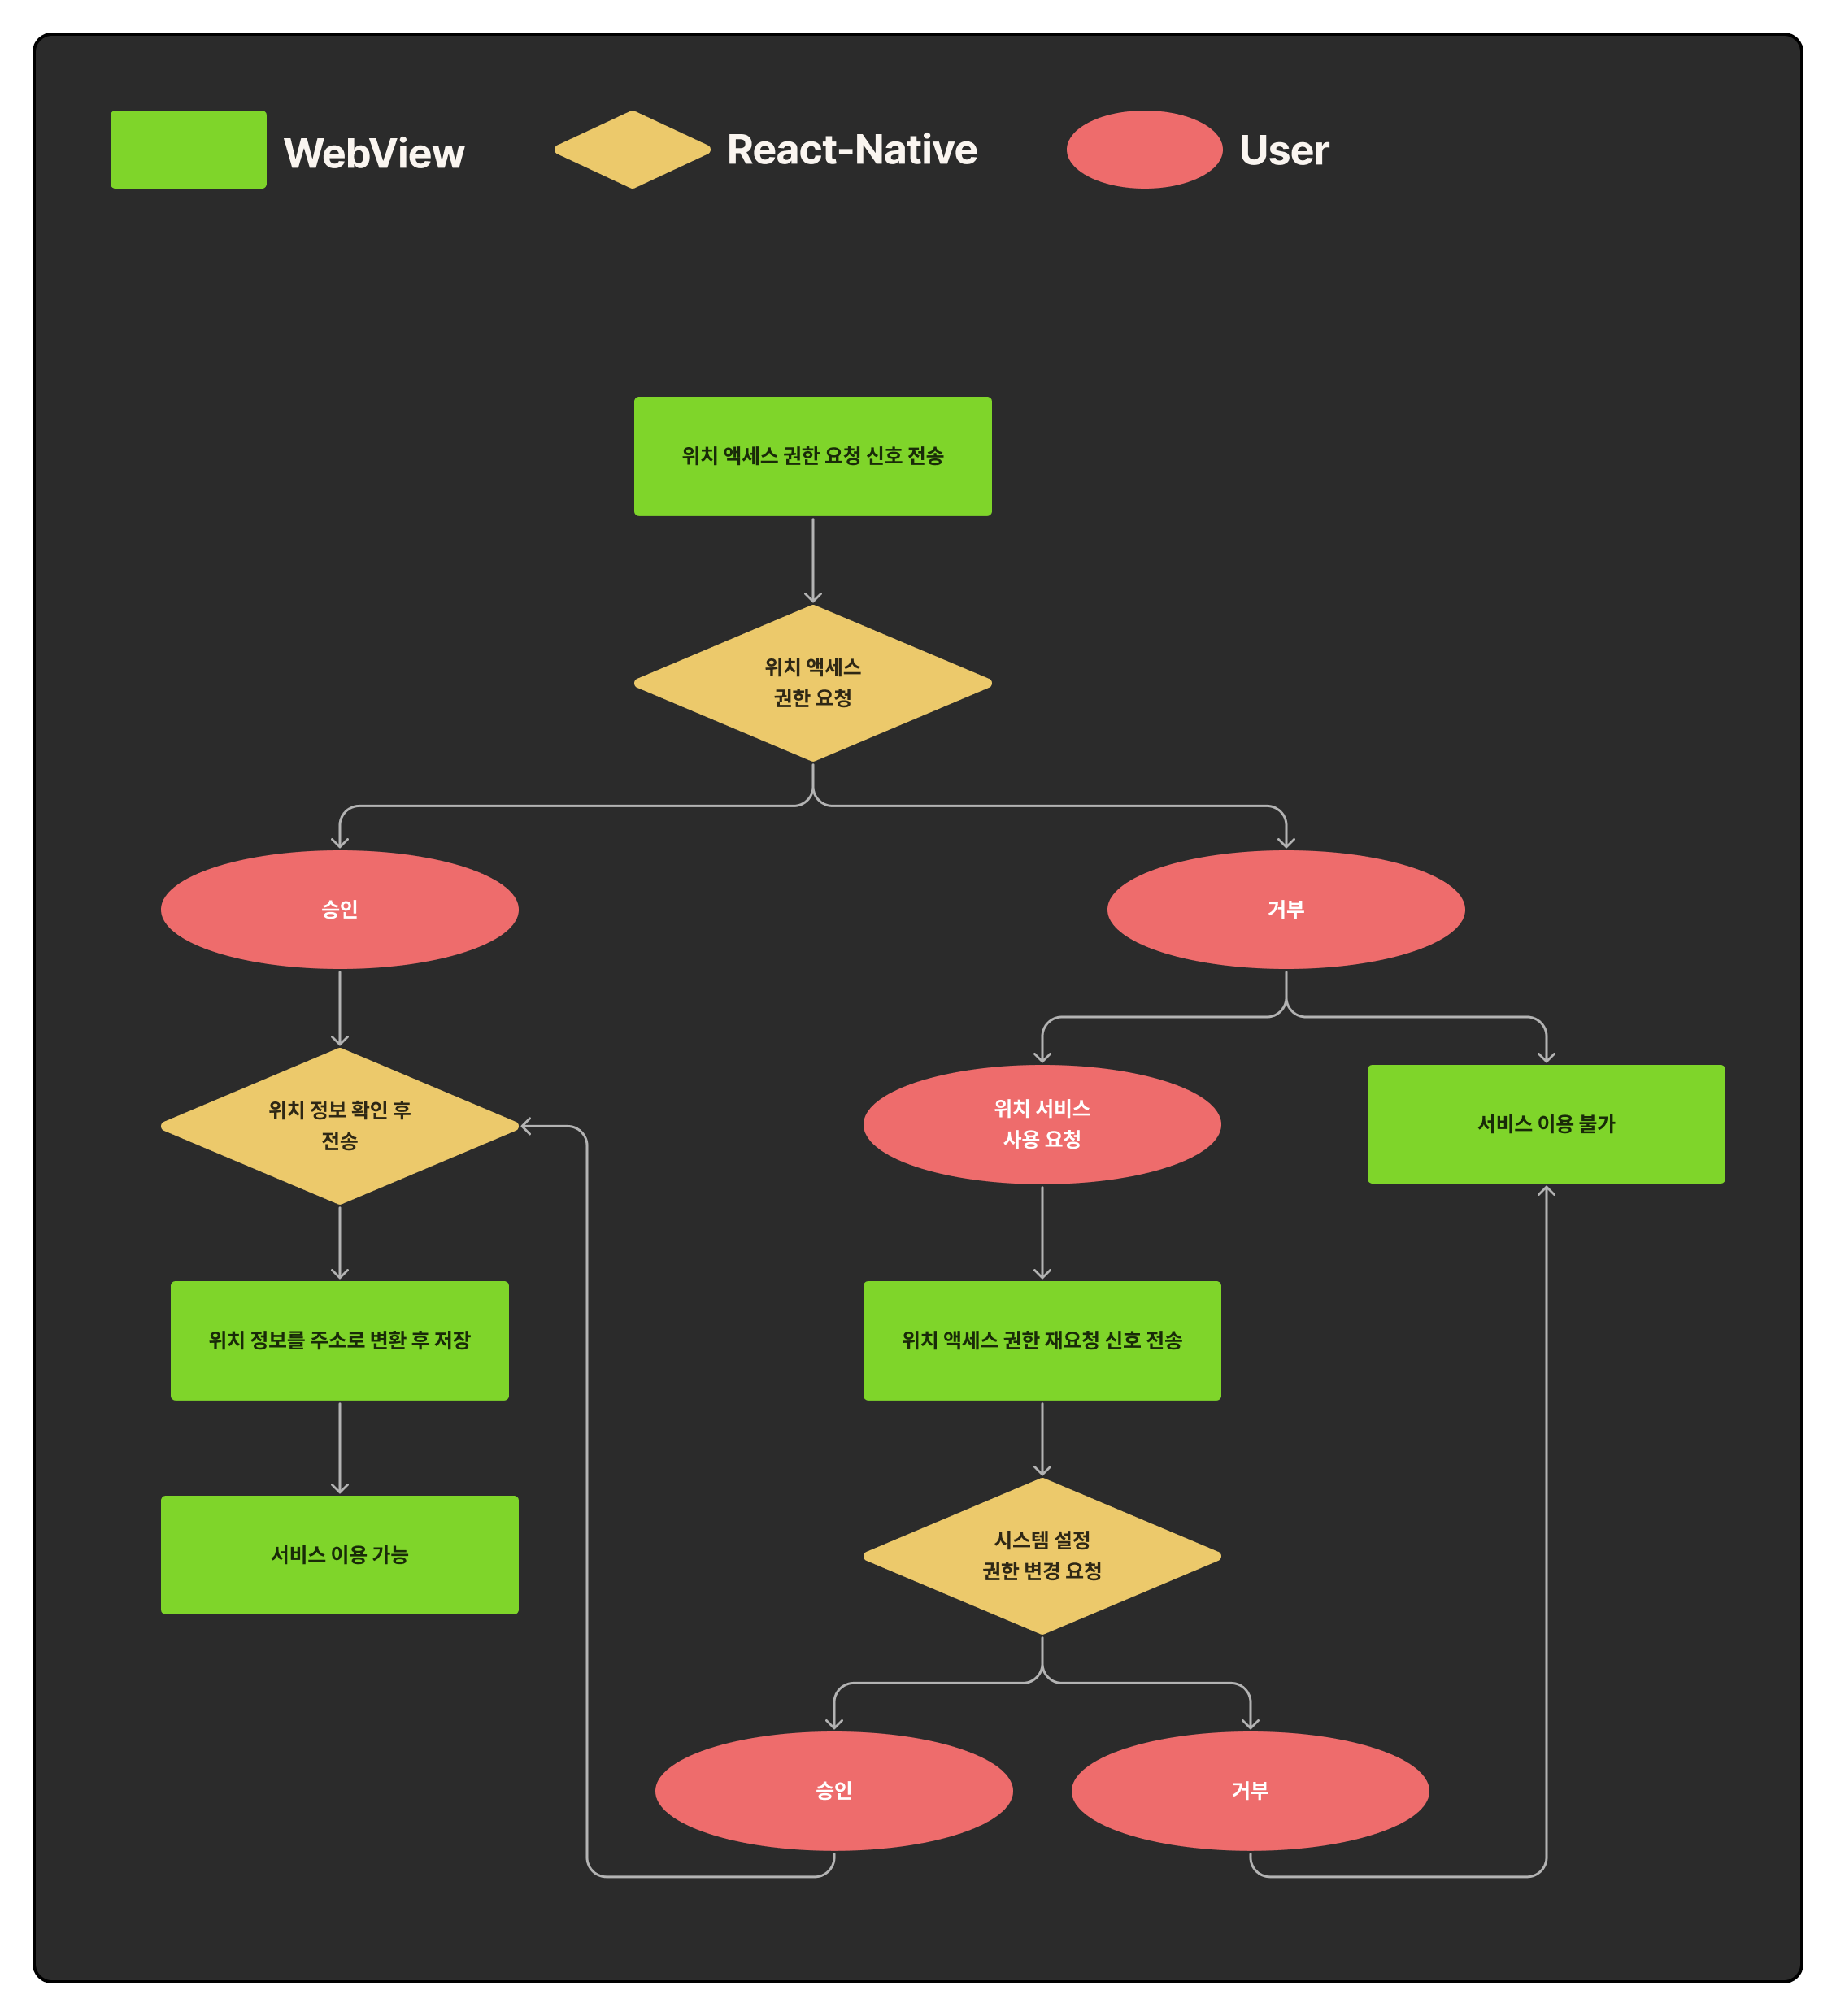 WebView
React-Native
User
위치 액세스 권한 요청 신호 전송
위치 액세스
권한 요청
승인
거부
위치 정보 확인 후
전송
위치 서비스
사용 요청
서비스 이용 불가
위치 정보를 주소로 변환 후 저장
위치 액세스 권한 재요청 신호 전송
서비스 이용 가능
시스템 설정
권한 변경 요청
승인
거부